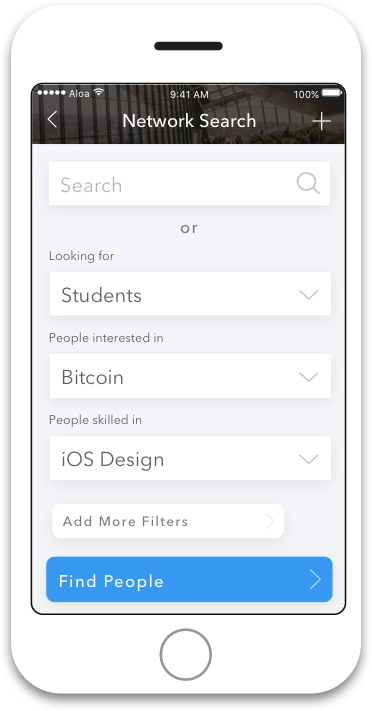 Aloa 9:41 AM 100%
Network Search
Search
or
Looking for
Students
People interested in
Bitcoin
People skilled in
iOS Design
Add More Filters
Find People